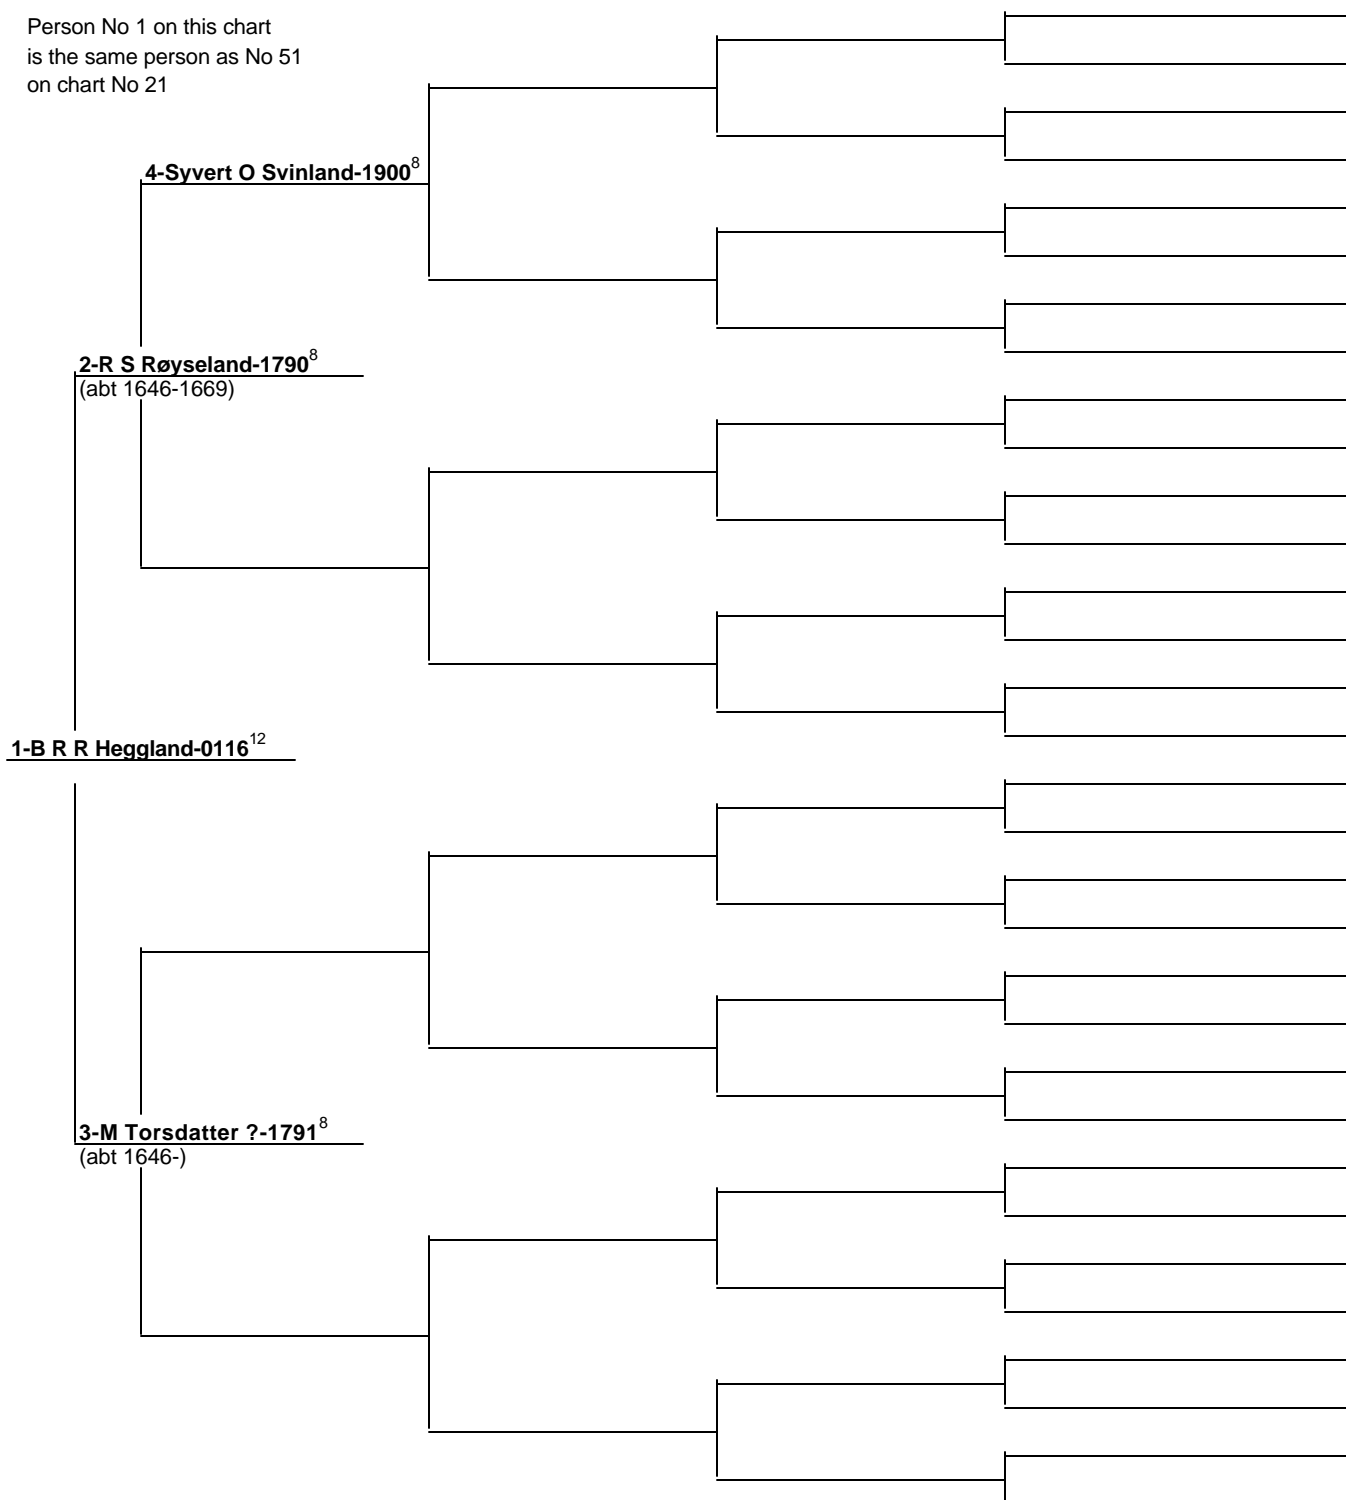 Person No 1 on this chart
is the same person as No 51
on chart No 21
4-Syvert O Svinland-1900⁸
2-R S Røyseland-1790⁸
(abt 1646-1669)
1-B R R Heggland-0116¹²
3-M Torsdatter ?-1791⁸
(abt 1646-)